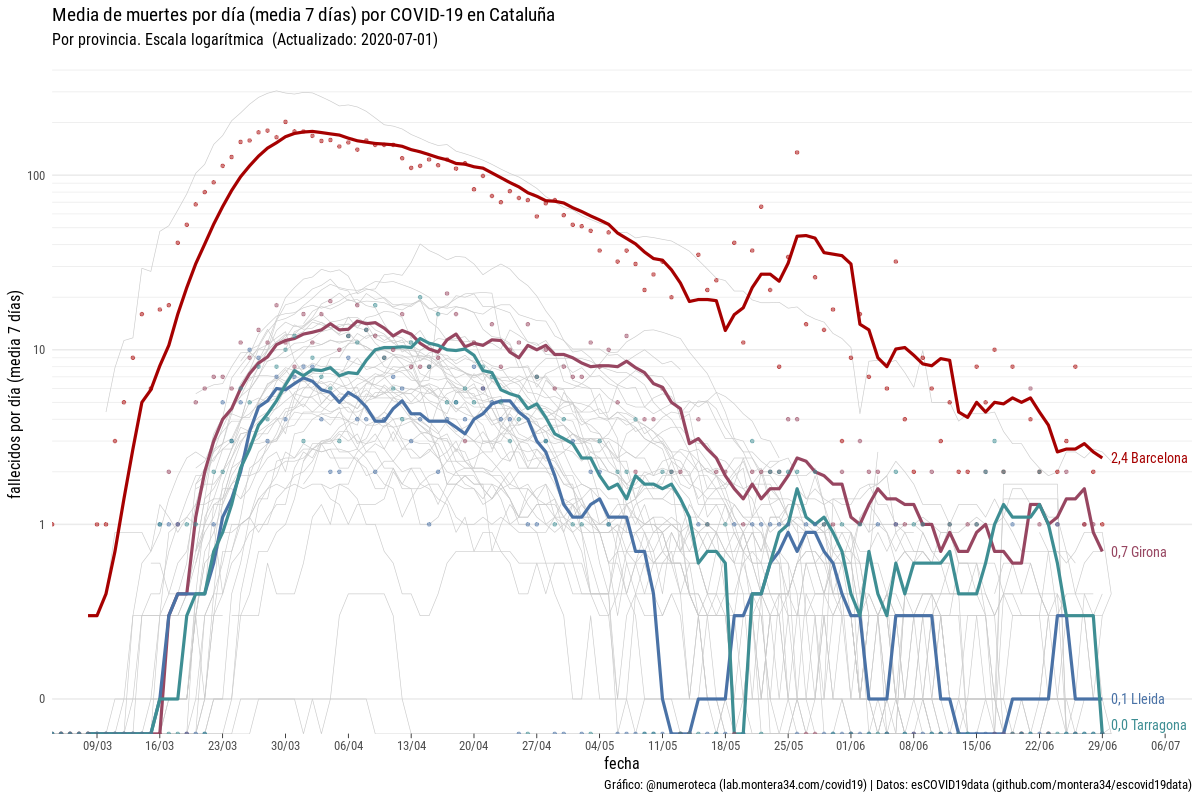 Media de muertes por día (media 7 días) por COVID-19 en Cataluña
Por provincia. Escala logarítmica (Actualizado: 2020-07-01)
fallecidos por día (media 7 días)
100
10
1
0
2,4 Barcelona
0,7 Girona
0,1 Lleida
0,0 Tarragona
09/03 16/03 23/03 30/03 06/04 13/04 20/04 27/04 04/05 11/05 18/05 25/05 01/06 08/06 15/06 22/06 29/06 06/07
fecha
Gráfico: @numeroteca (lab.montera34.com/covid19) | Datos: esCOVID19data (github.com/montera34/escovid19data)